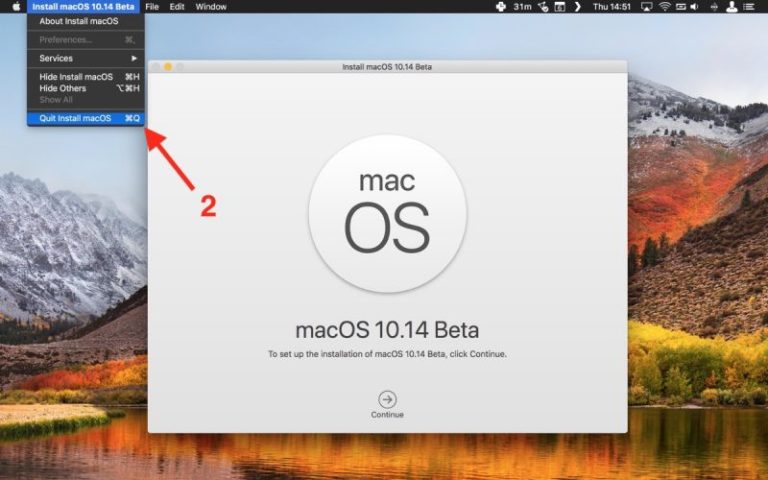 Install macOS 10.14 Beta File Edit Window 31m Thu 14:51
About Install macOS
Preferences... ⌘,
Services ▶
Hide Install macOS ⌘H
Hide Others ⌥⌘H
Show All
Quit Install macOS ⌘Q
2
Install macOS 10.14 Beta
mac
OS
macOS 10.14 Beta
To set up the installation of macOS 10.14 Beta, click Continue.
Continue